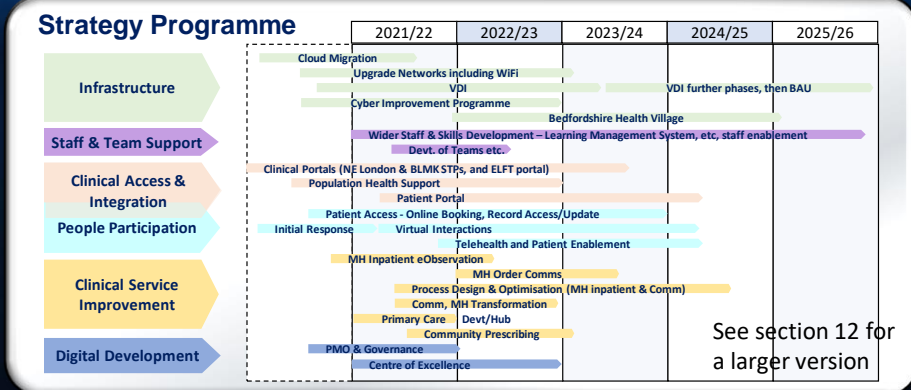 Strategy Programme
2021/22 2022/23 2023/24 2024/25 2025/26
Infrastructure
Cloud Migration
Upgrade Networks including WiFi
VDI
VDI further phases, then BAU
Cyber Improvement Programme
Bedfordshire Health Village
Staff & Team Support
Wider Staff & Skills Development – Learning Management System, etc, staff enablement
Devt. of Teams etc.
Clinical Access &
Integration
Clinical Portals (NE London & BLMK STPs, and ELFT portal)
Population Health Support
Patient Portal
People Participation
Patient Access - Online Booking, Record Access/Update
Initial Response
Virtual Interactions
Telehealth and Patient Enablement
Clinical Service
Improvement
MH Inpatient eObservation
MH Order Comms
Process Design & Optimisation (MH inpatient & Comm)
Comm, MH Transformation
Primary Care Devt/Hub
Community Prescribing
Digital Development
PMO & Governance
Centre of Excellence
See section 12 for
a larger version